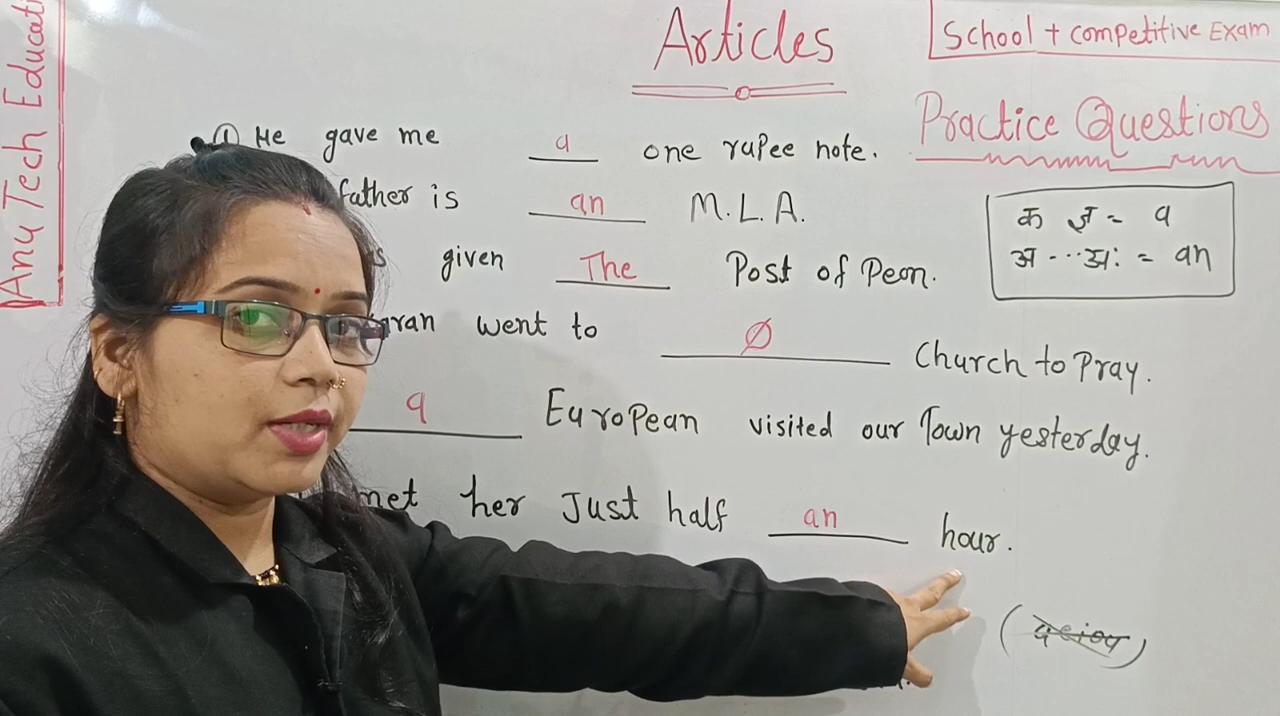 Anu Tech Educati
Articles
School + competitive Exam
Practice Questions
① He gave me a one rupee note.
father is an M.L.A.
given The Post of Peon.
went to Ø Church to Pray.
a European visited our Town yesterday.
met her Just half an hour.
क ज्ञ = a
अ...अः = an